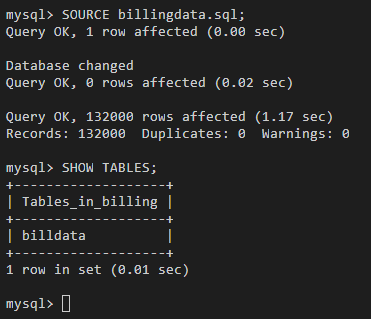 mysql> SOURCE billingdata.sql;
Query OK, 1 row affected (0.00 sec)

Database changed
Query OK, 0 rows affected (0.02 sec)

Query OK, 132000 rows affected (1.17 sec)
Records: 132000  Duplicates: 0  Warnings: 0

mysql> SHOW TABLES;
+-------------------+
| Tables_in_billing |
+-------------------+
| billdata          |
+-------------------+
1 row in set (0.01 sec)

mysql>